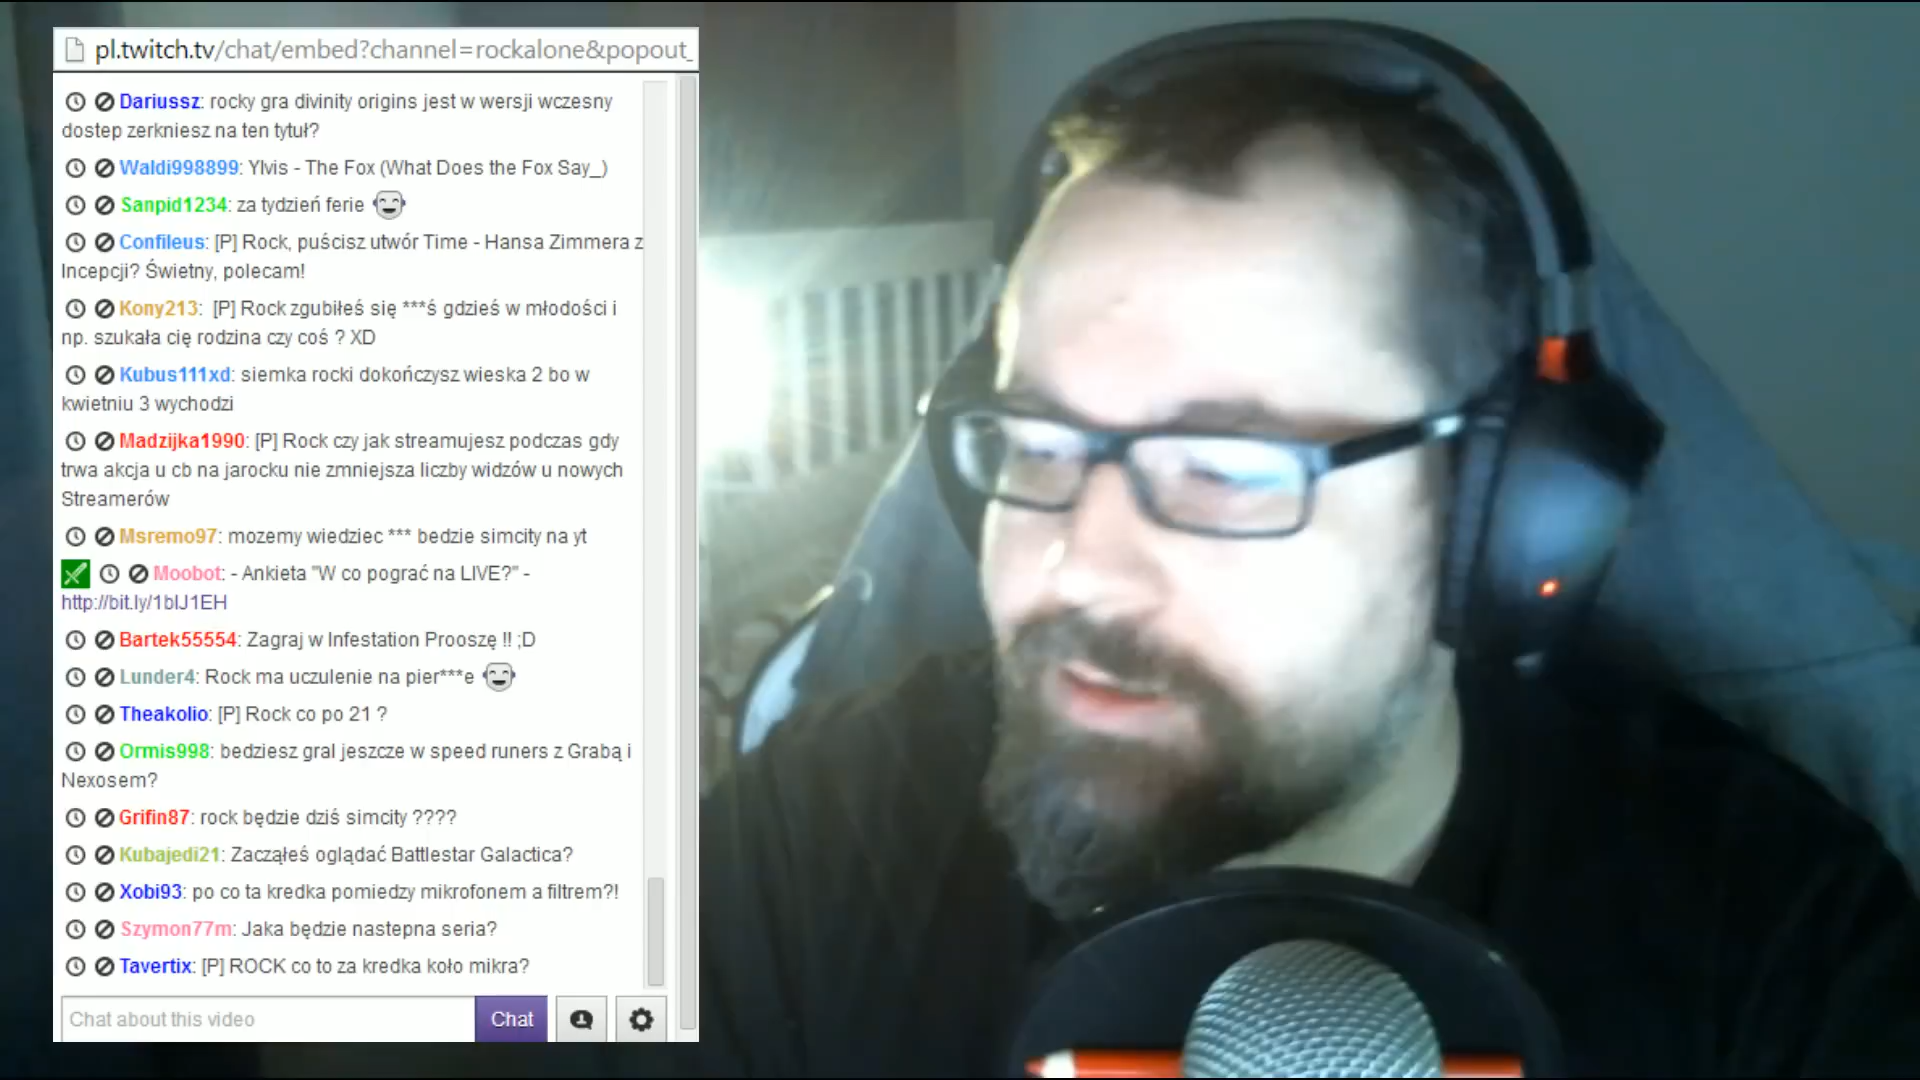 pl.twitch.tv/chat/embed?channel=rockalone&popout_
Dariussz: rocky gra divinity origins jest w wersji wczesny
dostep zerkniesz na ten tytuł?
Waldi998899: Ylvis - The Fox (What Does the Fox Say_)
Sanpid1234: za tydzień ferie
Confileus: [P] Rock, puścisz utwór Time - Hansa Zimmera z
Incepcji? Świetny, polecam!
Kony213: [P] Rock zgubiłeś się ***ś gdzieś w młodości i
np. szukała cię rodzina czy coś ? XD
Kubus111xd: siemka rocki dokończysz wieska 2 bo w
kwietniu 3 wychodzi
Madzijka1990: [P] Rock czy jak streamujesz podczas gdy
trwa akcja u cb na jarocku nie zmniejsza liczby widzów u nowych
Streamerów
Msremo97: mozemy wiedziec *** bedzie simcity na yt
Moobot: - Ankieta "W co pograć na LIVE?" -
http://bit.ly/1bIJ1EH
Bartek55554: Zagraj w Infestation Prooszę !! ;D
Lunder4: Rock ma uczulenie na pier***e
Theakolio: [P] Rock co po 21 ?
Ormis998: bedziesz gral jeszcze w speed runers z Grabą i
Nexosem?
Grifin87: rock będzie dziś simcity ????
Kubajedi21: Zacząłeś oglądać Battlestar Galactica?
Xobi93: po co ta kredka pomiedzy mikrofonem a filtrem?!
Szymon77m: Jaka będzie nastepna seria?
Tavertix: [P] ROCK co to za kredka koło mikra?
Chat about this video
Chat